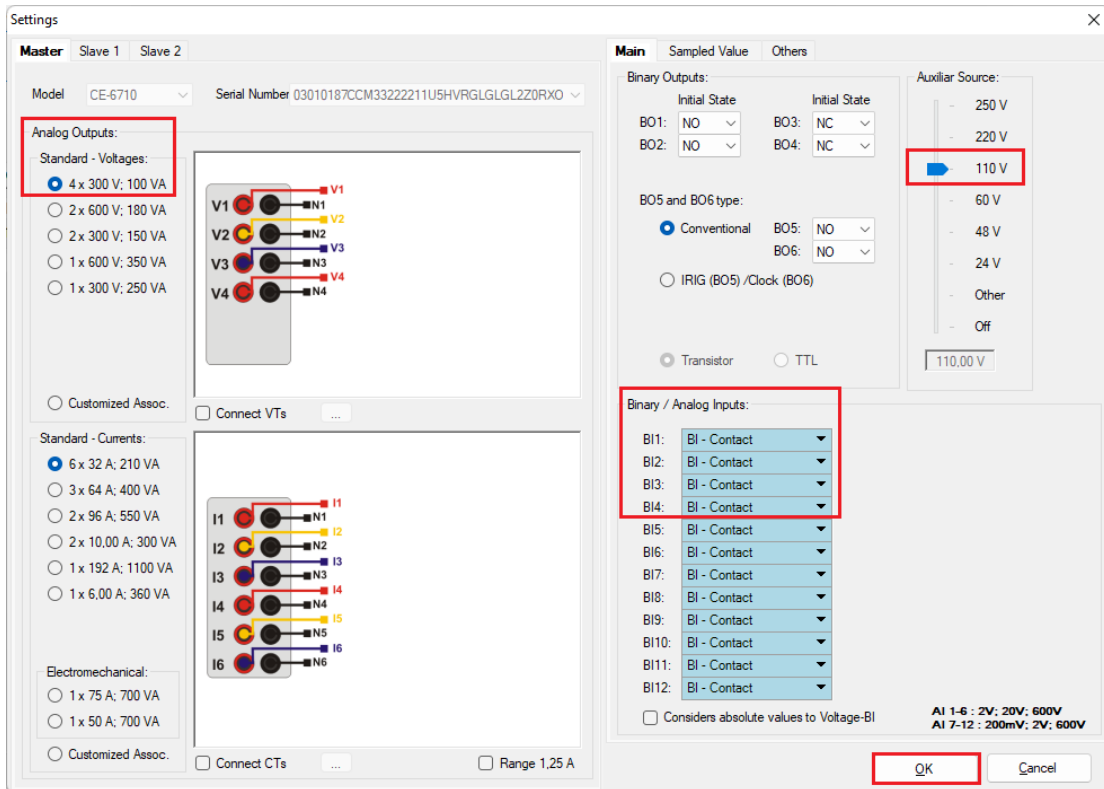 Settings
Master Slave 1 Slave 2
Model CE-6710 Serial Number 03010187CCM33222211U5HVRGLGLGL2Z0RXO
Analog Outputs:
Standard - Voltages:
4 x 300 V; 100 VA
2 x 600 V; 180 VA
2 x 300 V; 150 VA
1 x 600 V; 350 VA
1 x 300 V; 250 VA
Customized Assoc.
V1 V1
N1
V2 V2
N2
V3 V3
N3
V4 V4
N4
Connect VTs ...
Standard - Currents:
6 x 32 A; 210 VA
3 x 64 A; 400 VA
2 x 96 A; 550 VA
2 x 10,00 A; 300 VA
1 x 192 A; 1100 VA
1 x 6,00 A; 360 VA
Electromechanical:
1 x 75 A; 700 VA
1 x 50 A; 700 VA
Customized Assoc.
I1 I1
N1
I2 I2
N2
I3 I3
N3
I4 I4
N4
I5 I5
N5
I6 I6
N6
Connect CTs ... Range 1,25 A
Main Sampled Value Others
Binary Outputs:
Initial State Initial State
BO1: NO BO3: NC
BO2: NO BO4: NC
BO5 and BO6 type:
Conventional BO5: NO
BO6: NO
IRIG (BO5) /Clock (BO6)
Transistor TTL
Auxiliar Source:
250 V
220 V
110 V
60 V
48 V
24 V
Other
Off
110,00 V
Binary / Analog Inputs:
BI1: BI - Contact
BI2: BI - Contact
BI3: BI - Contact
BI4: BI - Contact
BI5: BI - Contact
BI6: BI - Contact
BI7: BI - Contact
BI8: BI - Contact
BI9: BI - Contact
BI10: BI - Contact
BI11: BI - Contact
BI12: BI - Contact
Considers absolute values to Voltage-BI
AI 1-6 : 2V; 20V; 600V
AI 7-12 : 200mV; 2V; 600V
OK Cancel